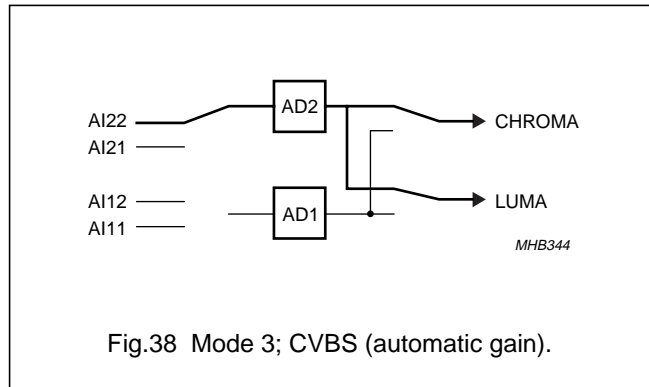 AD2
AI22
CHROMA
AI21
AI12
LUMA
AD1
AI11
MHB344
Fig.38 Mode 3; CVBS (automatic gain).